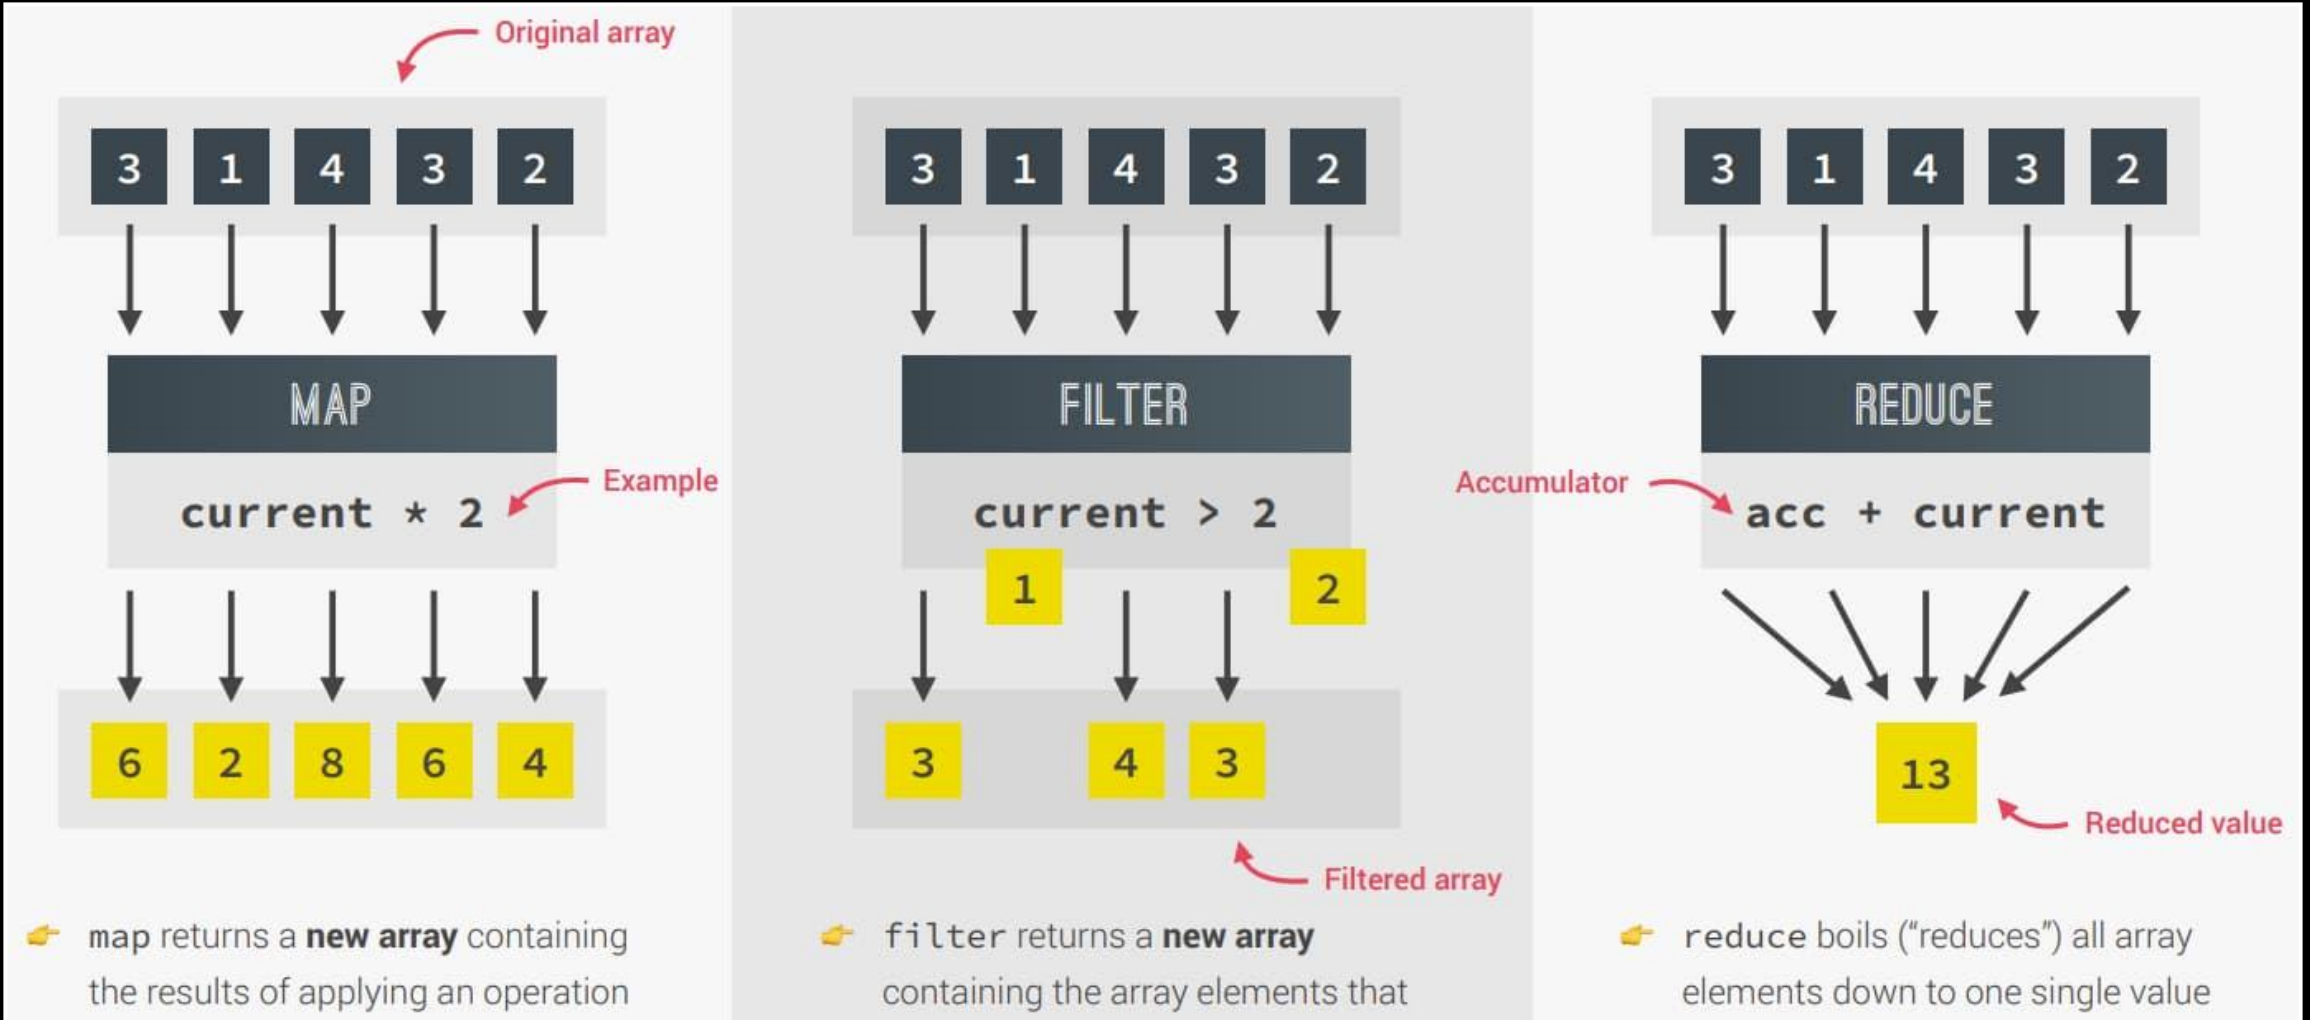 Original array
3 1 4 3 2
MAP
current * 2
Example
6 2 8 6 4
map returns a new array containing
the results of applying an operation
3 1 4 3 2
FILTER
current > 2
1 2
3 4 3
Filtered array
filter returns a new array
containing the array elements that
3 1 4 3 2
REDUCE
Accumulator
acc + current
13
Reduced value
reduce boils (“reduces”) all array
elements down to one single value